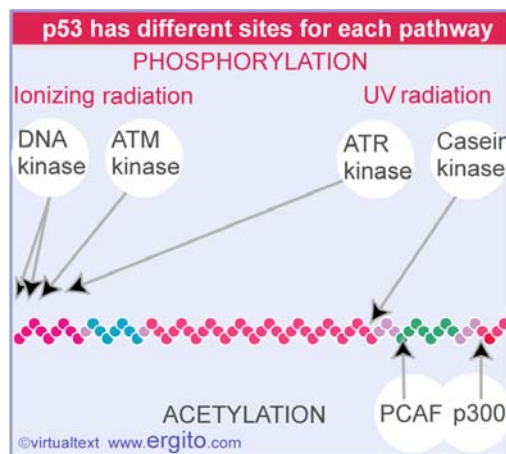 p53 has different sites for each pathway
PHOSPHORYLATION
Ionizing radiation UV radiation
DNA kinase
ATM kinase
ATR kinase
Casein kinase
ACETYLATION
PCAF p300
©virtualtext www.ergito.com